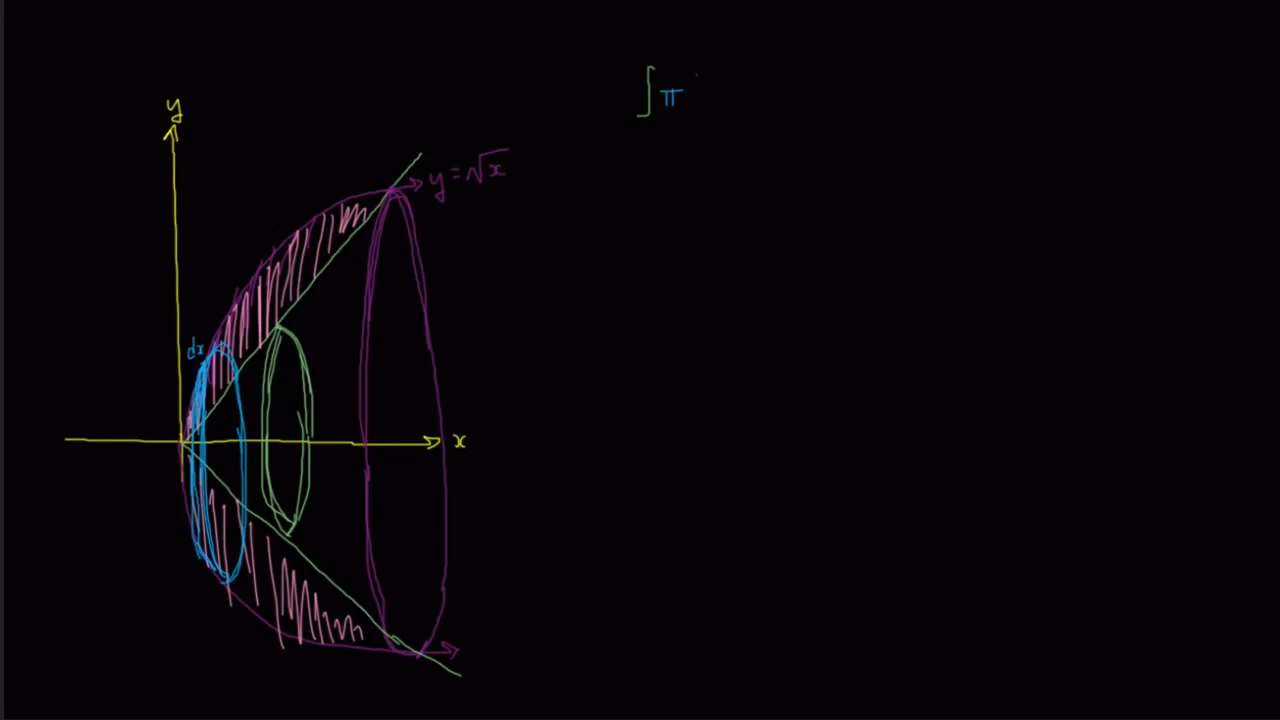 ∫π
y
y=√x
dx
x